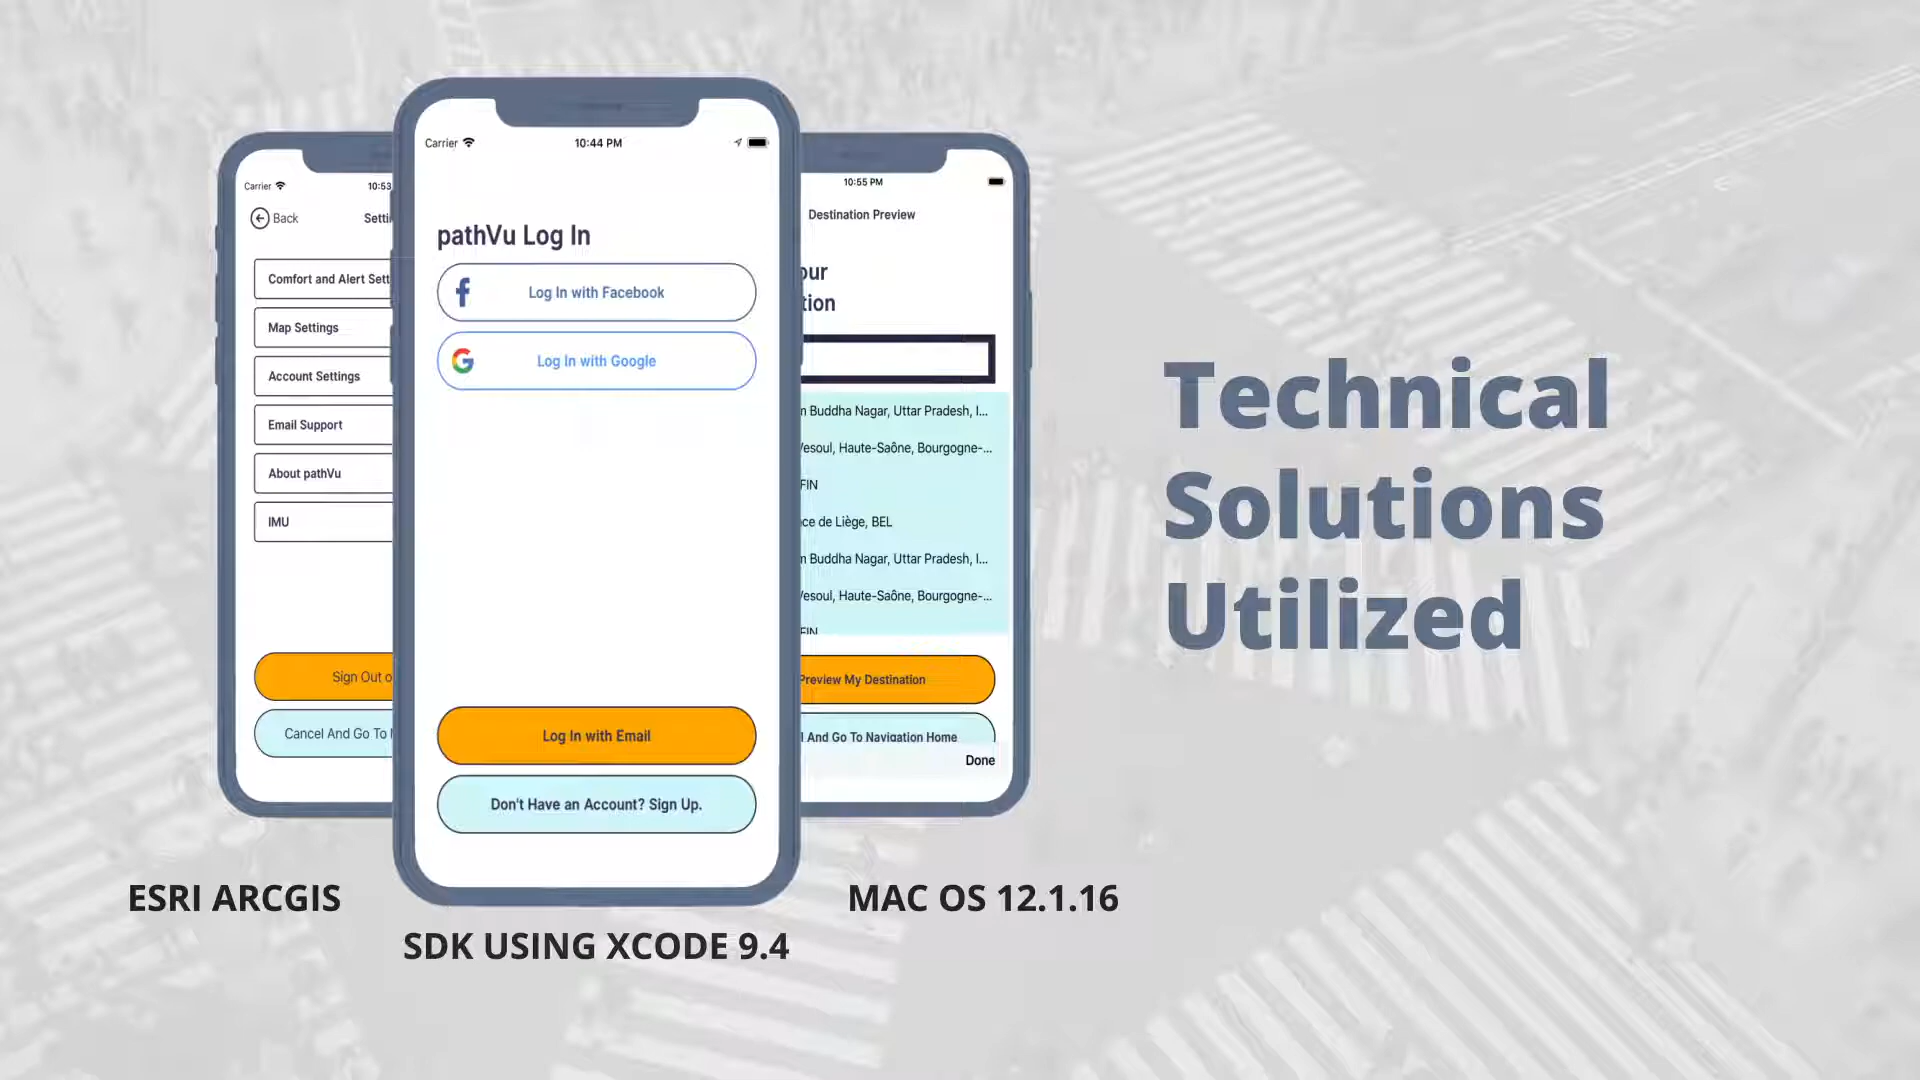 Carrier
10:53
Back
Setti
Comfort and Alert Sett
Map Settings
Account Settings
Email Support
About pathVu
IMU
Sign Out o
Cancel And Go To
ESRI ARCGIS
Carrier
10:44 PM
pathVu Log In
Log In with Facebook
Log In with Google
Log In with Email
Don't Have an Account? Sign Up.
SDK USING XCODE 9.4
10:55 PM
Destination Preview
our
tion
n Buddha Nagar, Uttar Pradesh, I...
Vesoul, Haute-Saône, Bourgogne-...
FIN
ce de Liège, BEL
n Buddha Nagar, Uttar Pradesh, I...
Vesoul, Haute-Saône, Bourgogne-...
FIN
Preview My Destination
l And Go To Navigation Home
Done
MAC OS 12.1.16
Technical
Solutions
Utilized